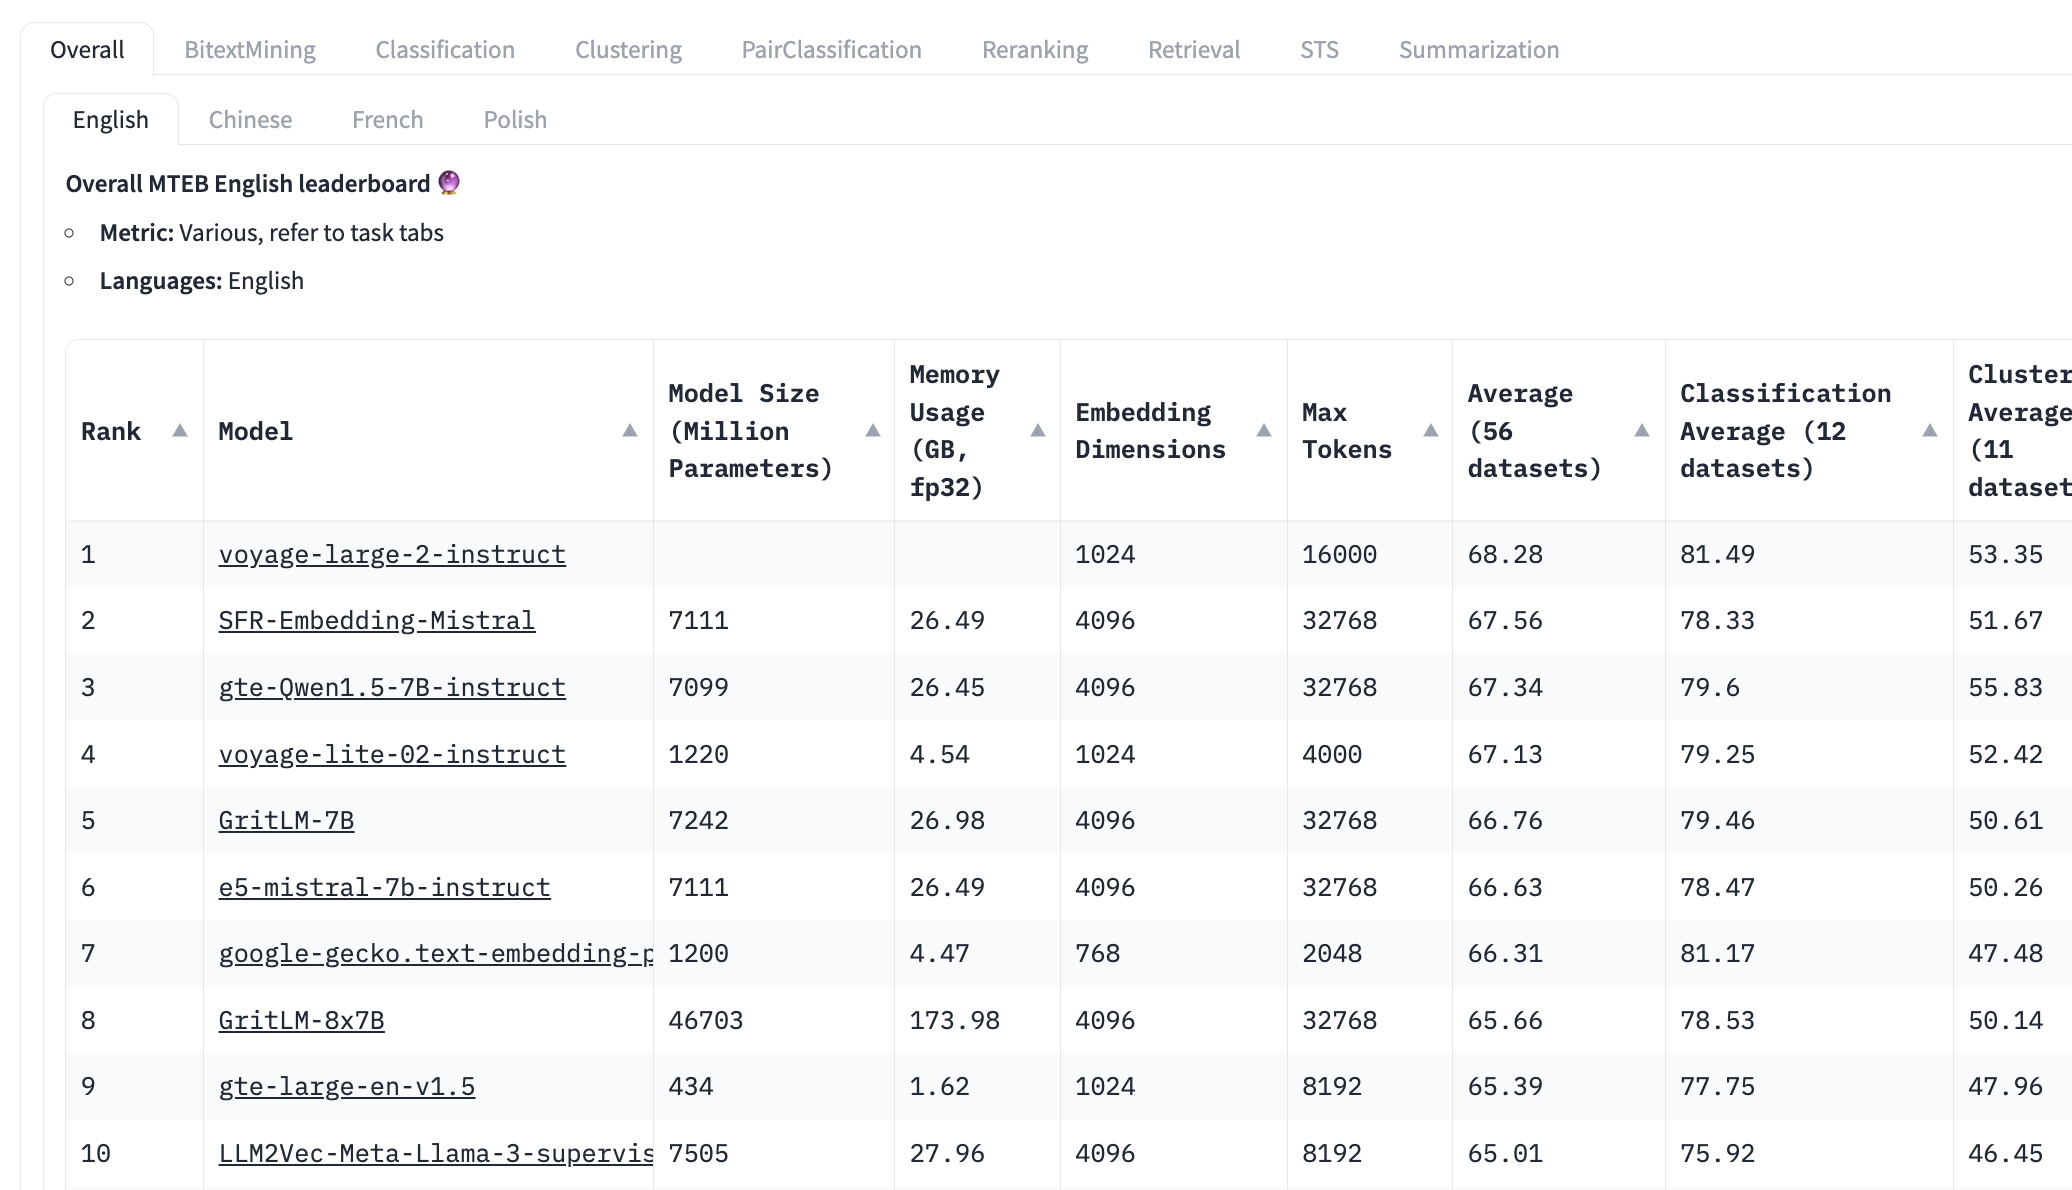 Overall BitextMining Classification Clustering PairClassification Reranking Retrieval STS Summarization
English Chinese French Polish
Overall MTEB English leaderboard 🔮
Metric: Various, refer to task tabs
Languages: English
Rank Model Model Size (Million Parameters) Memory Usage (GB, fp32) Embedding Dimensions Max Tokens Average (56 datasets) Classification Average (12 datasets) Cluster Average (11 dataset
1 voyage-large-2-instruct 1024 16000 68.28 81.49 53.35
2 SFR-Embedding-Mistral 7111 26.49 4096 32768 67.56 78.33 51.67
3 gte-Qwen1.5-7B-instruct 7099 26.45 4096 32768 67.34 79.6 55.83
4 voyage-lite-02-instruct 1220 4.54 1024 4000 67.13 79.25 52.42
5 GritLM-7B 7242 26.98 4096 32768 66.76 79.46 50.61
6 e5-mistral-7b-instruct 7111 26.49 4096 32768 66.63 78.47 50.26
7 google-gecko.text-embedding-p 1200 4.47 768 2048 66.31 81.17 47.48
8 GritLM-8x7B 46703 173.98 4096 32768 65.66 78.53 50.14
9 gte-large-en-v1.5 434 1.62 1024 8192 65.39 77.75 47.96
10 LLM2Vec-Meta-Llama-3-supervis 7505 27.96 4096 8192 65.01 75.92 46.45